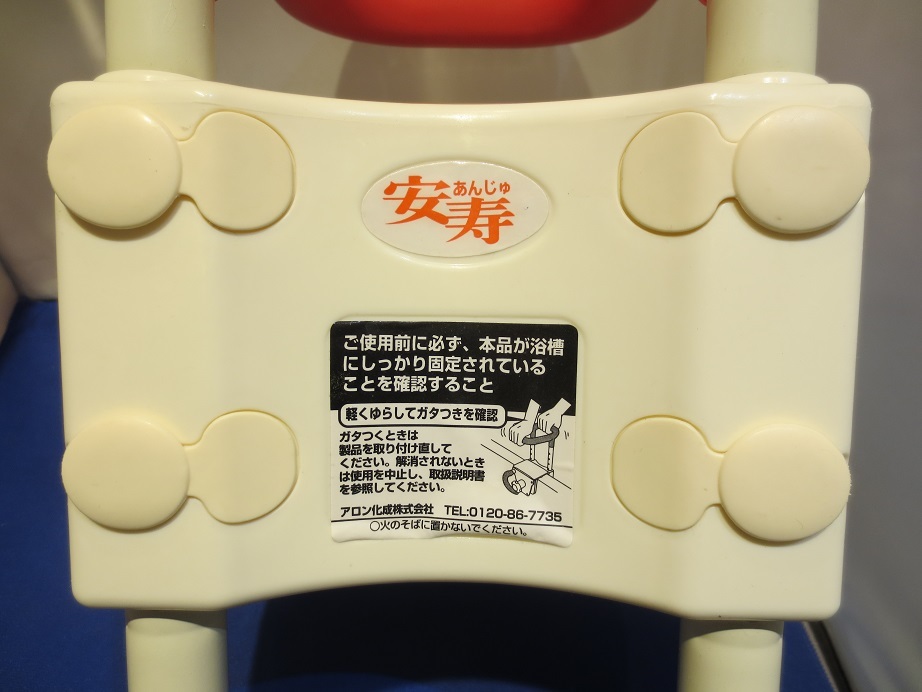 安寿
あんじゅ
ご使用前に必ず、本品が浴槽
にしっかり固定されている
ことを確認すること
軽くゆらしてガタつきを確認
ガタつくときは
製品を取り付け直して
ください。解消されないとき
は使用を中止し、取扱説明書
を参照してください。
アロン化成株式会社 TEL:0120-86-7735
○火のそばに置かないでください。